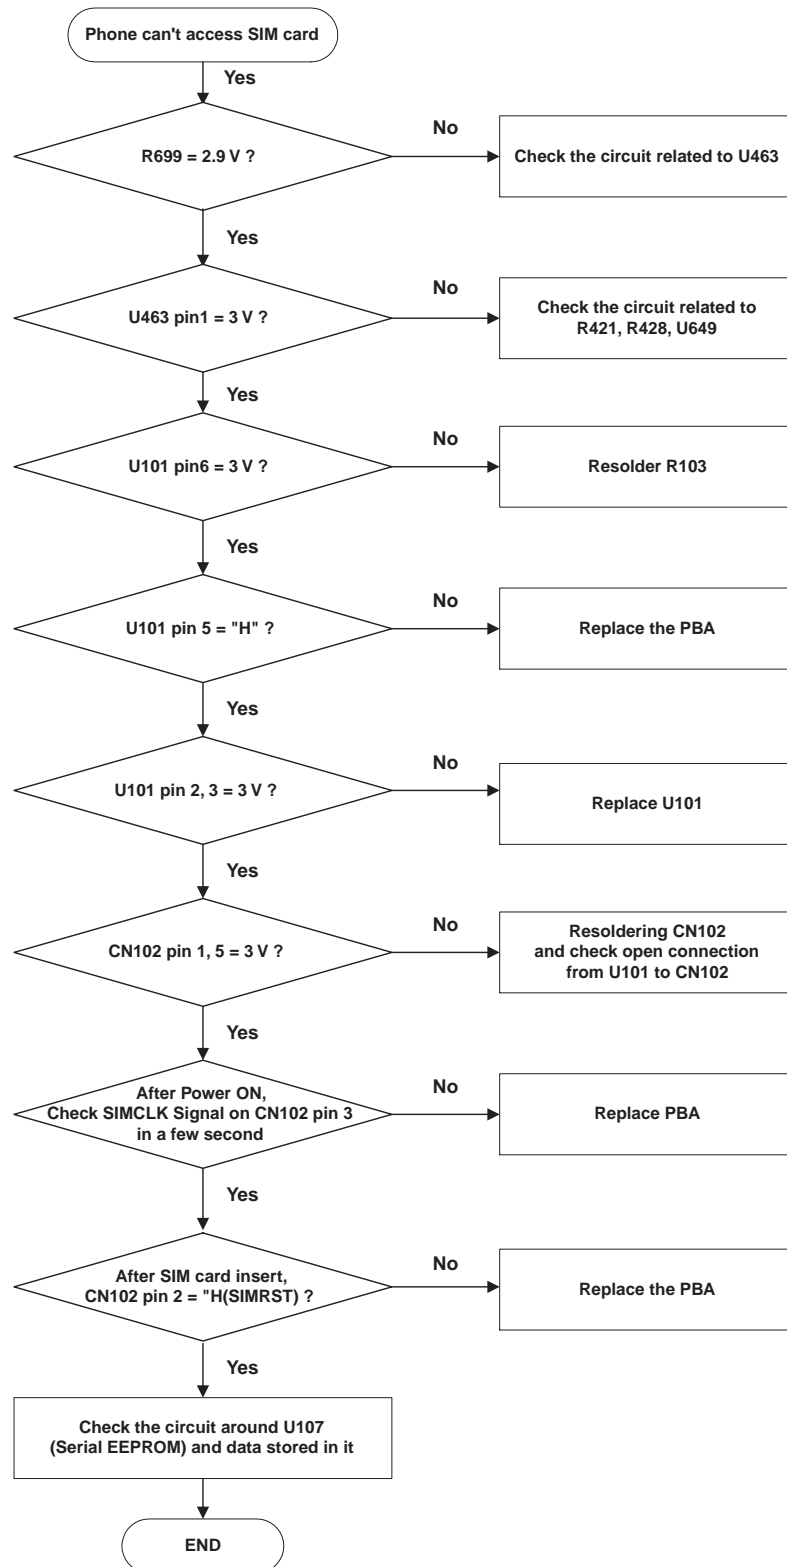 Phone can't access SIM card
Yes
R699 = 2.9 V ?
No
Check the circuit related to U463
Yes
U463 pin1 = 3 V ?
No
Check the circuit related to
R421, R428, U649
Yes
U101 pin6 = 3 V ?
No
Resolder R103
Yes
U101 pin 5 = "H" ?
No
Replace the PBA
Yes
U101 pin 2, 3 = 3 V ?
No
Replace U101
Yes
CN102 pin 1, 5 = 3 V ?
No
Resoldering CN102
and check open connection
from U101 to CN102
Yes
After Power ON,
Check SIMCLK Signal on CN102 pin 3
in a few second
No
Replace PBA
Yes
After SIM card insert,
CN102 pin 2 = "H(SIMRST) ?
No
Replace the PBA
Yes
Check the circuit around U107
(Serial EEPROM) and data stored in it
END